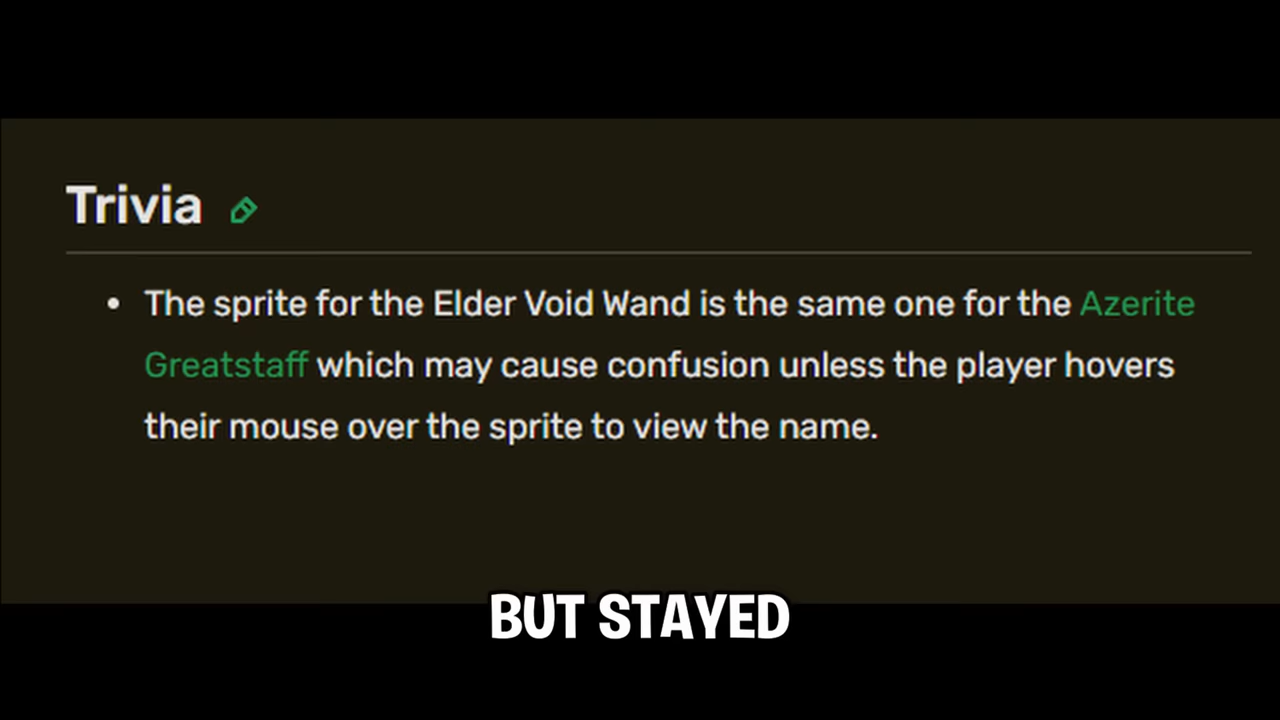 Trivia
The sprite for the Elder Void Wand is the same one for the Azerite
Greatstaff which may cause confusion unless the player hovers
their mouse over the sprite to view the name.
BUT STAYED